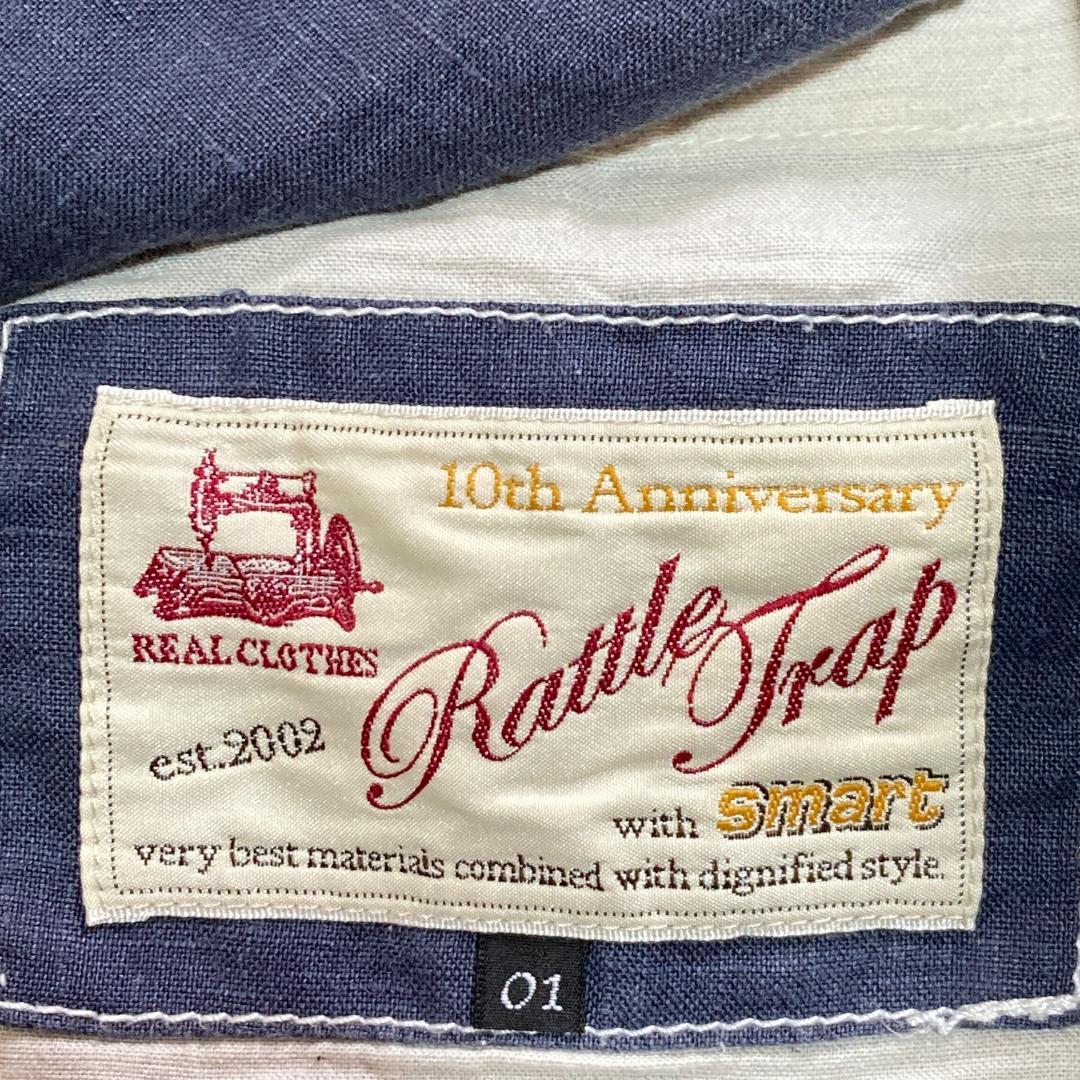 10th Anniversary
REAL CLOTHES
Rattle Trap
est.2002
with smart
very best materials combined with dignified style.
01